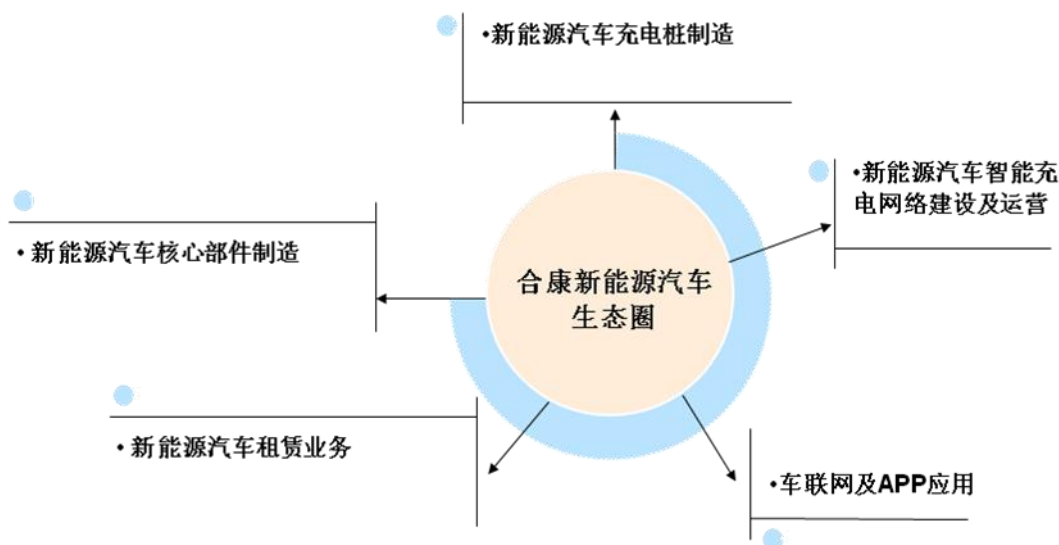 •新能源汽车充电桩制造
•新能源汽车智能充
电网络建设及运营
• 新能源汽车核心部件制造
合康新能源汽车
生态圈
• 新能源汽车租赁业务
•车联网及APP应用